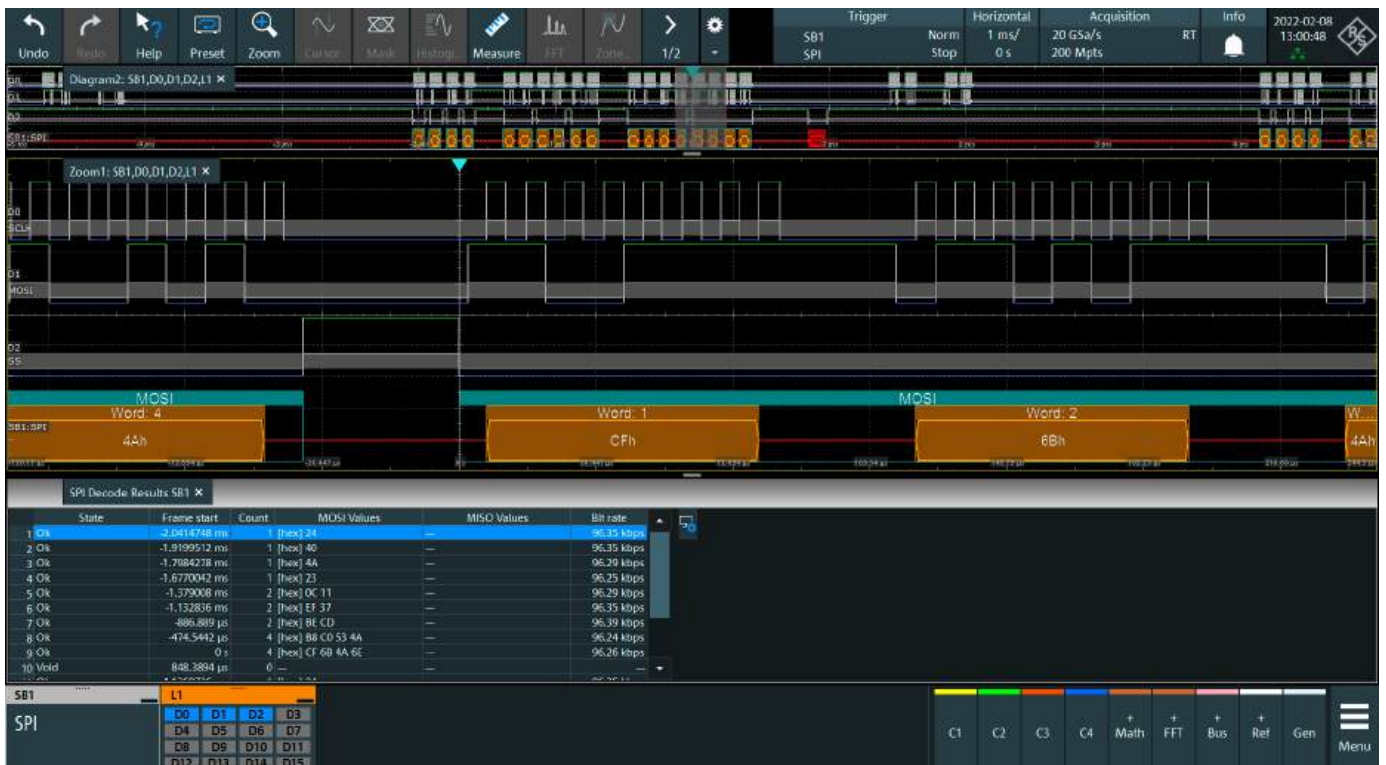 Undo Redo Help Preset Zoom Cursor Mask Histogr... Measure FFT Zone... 1/2
Trigger
SB1 Norm
SPI Stop
Horizontal
1 ms/
0 s
Acquisition
20 GSa/s RT
200 Mpts
Info
2022-02-08
13:00:48
Diagram2: SB1,D0,D1,D2,L1 ×
D1
SB1:SPI
Zoom1: SB1,D0,D1,D2,L1 ×
D0
SCLK
D1
MOSI
D2
SS
MOSI MOSI
Word: 4 Word: 1 Word: 2 W...
SB1:SPI
4Ah CFh 6Bh 4Ah
SPI Decode Results SB1 ×
State Frame start Count MOSI Values MISO Values Bit rate
1 Ok -2.0414748 ms 1 [hex] 24 — 96.35 kbps
2 Ok -1.9199512 ms 1 [hex] 40 — 96.35 kbps
3 Ok -1.7984278 ms 1 [hex] 4A — 96.29 kbps
4 Ok -1.6770042 ms 1 [hex] 23 — 96.25 kbps
5 Ok -1.379008 ms 2 [hex] 0C 11 — 96.29 kbps
6 Ok -1.132836 ms 2 [hex] EF 37 — 96.35 kbps
7 Ok -886.889 µs 2 [hex] BE CD — 96.39 kbps
8 Ok -474.5442 µs 4 [hex] B8 C0 53 4A — 96.24 kbps
9 Ok 0 s 4 [hex] CF 6B 4A 6E — 96.26 kbps
10 Void 848.3894 µs 0 — — —
SB1
SPI
L1
D0 D1 D2 D3
D4 D5 D6 D7
D8 D9 D10 D11
D12 D13 D14 D15
C1 C2 C3 C4 + Math + FFT + Bus + Ref Gen Menu